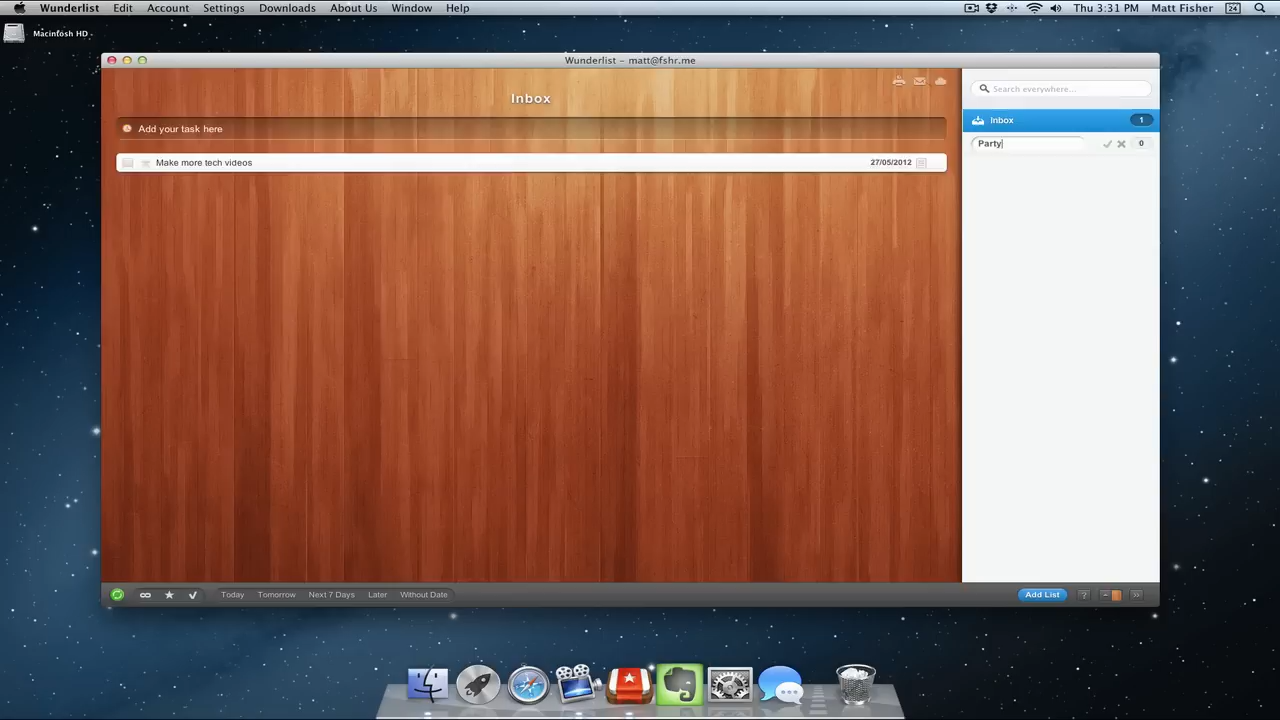 Wunderlist Edit Account Settings Downloads About Us Window Help Thu 3:31 PM Matt Fisher 24
Macintosh HD
Wunderlist – matt@fshr.me
Inbox
Search everywhere...
Inbox 1
Add your task here
Party 0
Make more tech videos 27/05/2012
Today Tomorrow Next 7 Days Later Without Date Add List ?